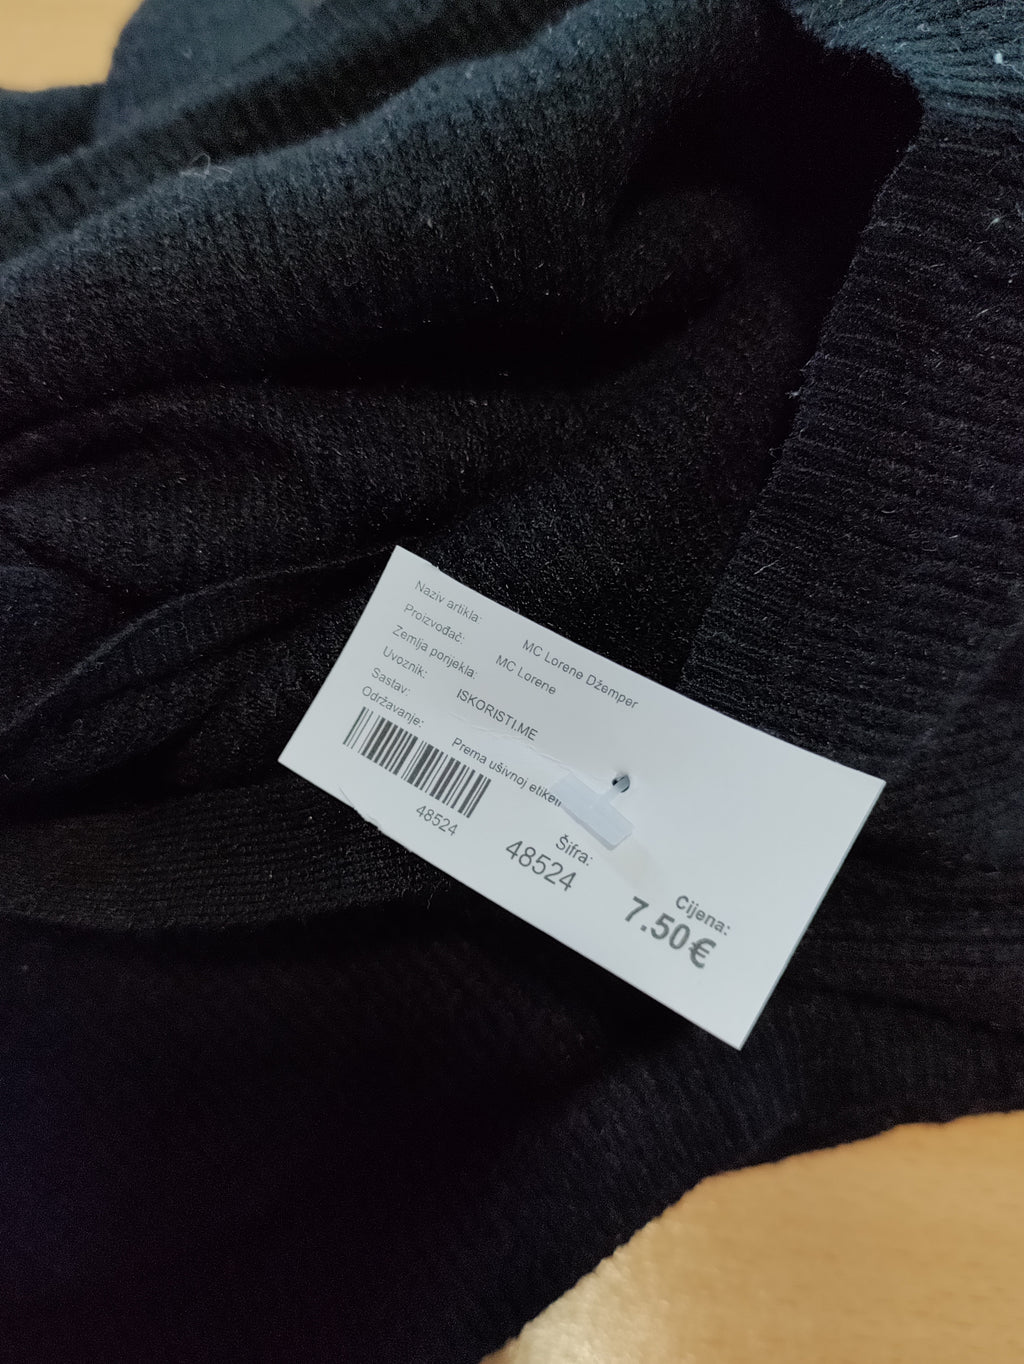 Naziv artikla: MC Lorene Džemper
Proizvođač: MC Lorene
Zemlja porijekla:
Uvoznik: ISKORISTI.ME
Sastav:
Održavanje: Prema ušivnoj
48524
Šifra:
48524
Cijena:
7.50€